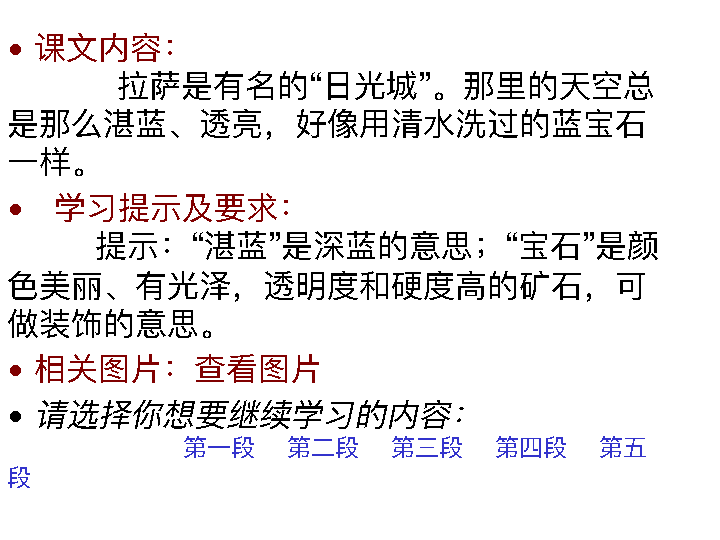 • 课文内容：
拉萨是有名的“日光城”。那里的天空总
是那么湛蓝、透亮，好像用清水洗过的蓝宝石
一样。
• 学习提示及要求：
提示：“湛蓝”是深蓝的意思；“宝石”是颜
色美丽、有光泽，透明度和硬度高的矿石，可
做装饰的意思。
• 相关图片：查看图片
• 请选择你想要继续学习的内容：
第一段 第二段 第三段 第四段 第五
段